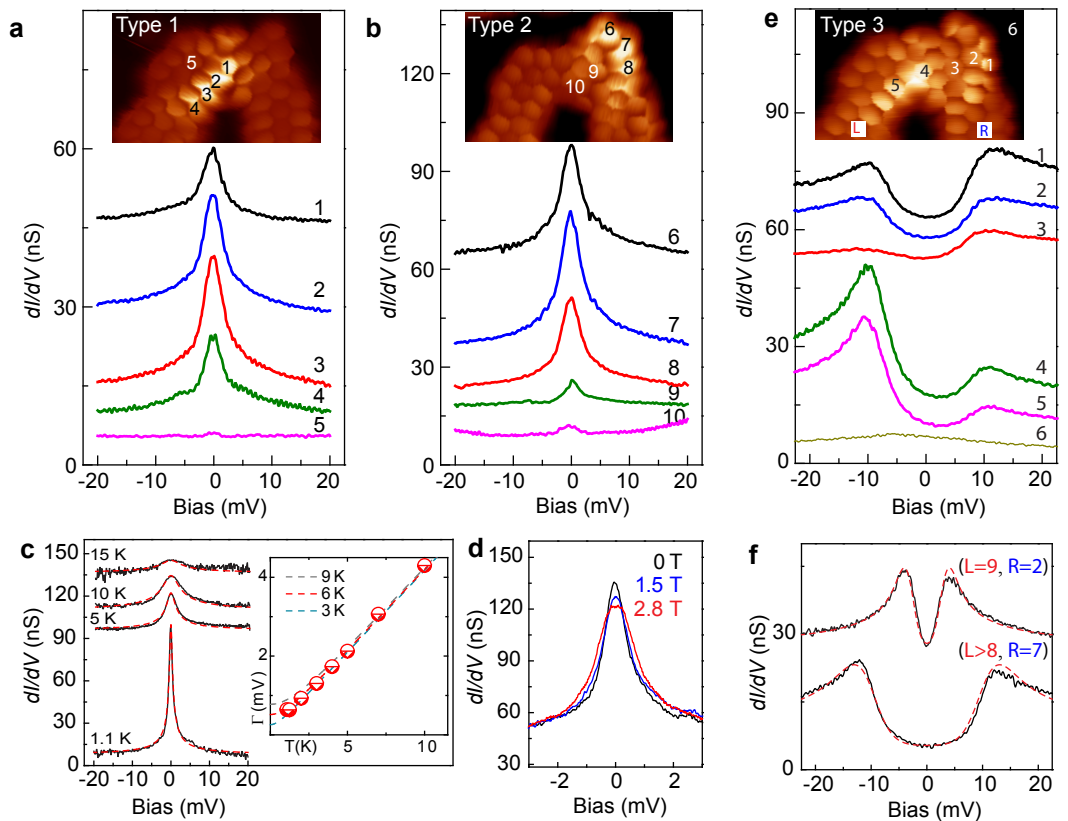 a
Type 1
1
2
3
4
5
60
30
0
dI/dV (nS)
1
2
3
4
5
-20 -10 0 10 20
Bias (mV)
b
Type 2
6
7
8
9
10
120
90
60
30
0
dI/dV (nS)
6
7
8
9
10
-20 -10 0 10 20
Bias (mV)
e
Type 3
6
1
2
3
4
5
L
R
90
60
30
0
dI/dV (nS)
1
2
3
4
5
6
-20 -10 0 10 20
Bias (mV)
c
150
120
90
60
30
0
dI/dV (nS)
15 K
10 K
5 K
1.1 K
-20 -10 0 10 20
Bias (mV)
4
2
Γ (mV)
9 K
6 K
3 K
T(K) 5 10
d
150
120
90
60
30
dI/dV (nS)
0 T
1.5 T
2.8 T
-2 0 2
Bias (mV)
f
30
0
dI/dV (nS)
(L=9, R=2)
(L>8, R=7)
-20 -10 0 10 20
Bias (mV)